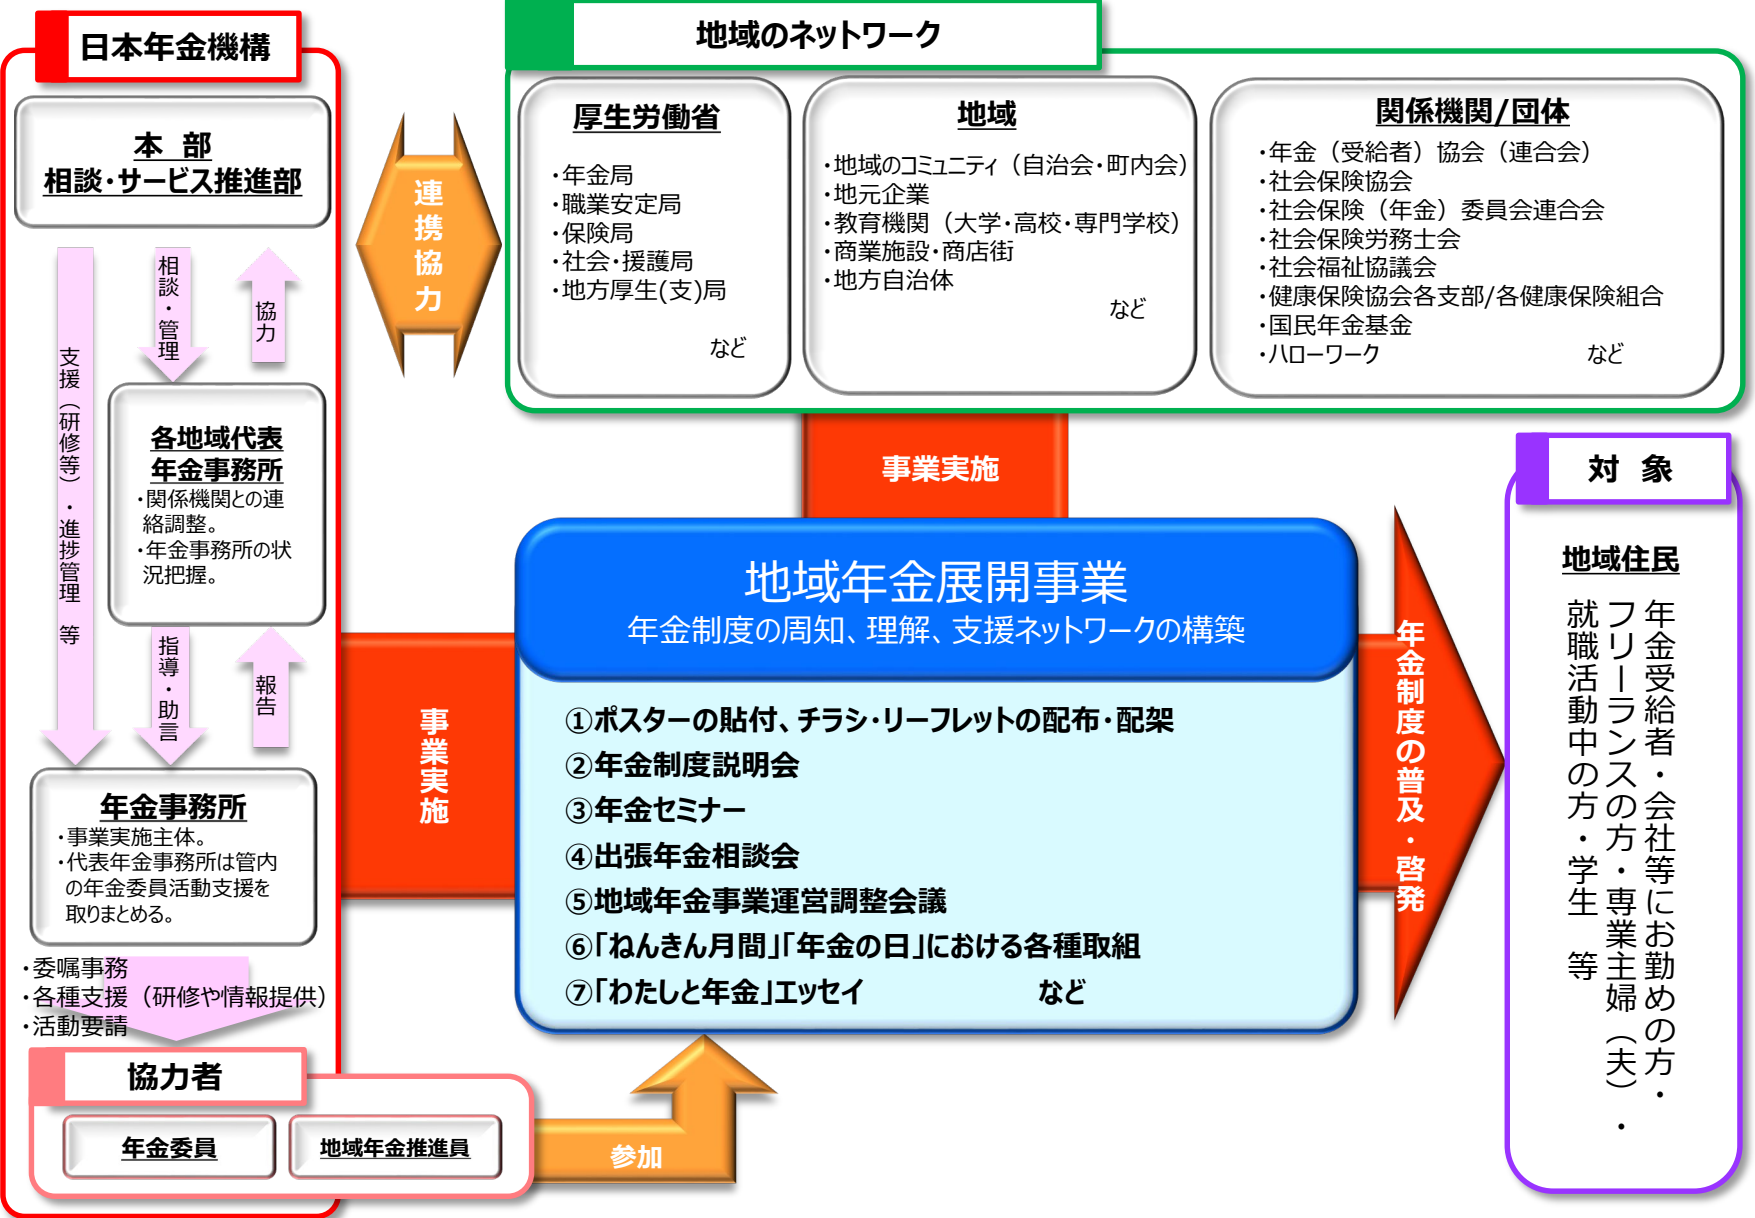 日本年金機構
本 部
相談・サービス推進部
相談・管理
協力
支援（研修等）・進捗管理 等
各地域代表
年金事務所
・関係機関との連
絡調整。
・年金事務所の状
況把握。
指導・助言
報告
年金事務所
・事業実施主体。
・代表年金事務所は管内
の年金委員活動支援を
取りまとめる。
・委嘱事務
・各種支援（研修や情報提供）
・活動要請
協力者
年金委員
地域年金推進員
連携協力
地域のネットワーク
厚生労働省
・年金局
・職業安定局
・保険局
・社会・援護局
・地方厚生(支)局
など
地域
・地域のコミュニティ（自治会・町内会）
・地元企業
・教育機関（大学・高校・専門学校）
・商業施設・商店街
・地方自治体
など
関係機関/団体
・年金（受給者）協会（連合会）
・社会保険協会
・社会保険（年金）委員会連合会
・社会保険労務士会
・社会福祉協議会
・健康保険協会各支部/各健康保険組合
・国民年金基金
・ハローワーク など
事業実施
事業実施
地域年金展開事業
年金制度の周知、理解、支援ネットワークの構築
①ポスターの貼付、チラシ・リーフレットの配布・配架
②年金制度説明会
③年金セミナー
④出張年金相談会
⑤地域年金事業運営調整会議
⑥「ねんきん月間」「年金の日」における各種取組
⑦「わたしと年金」エッセイ など
参加
年金制度の普及・啓発
対 象
地域住民
年金受給者・会社等にお勤めの方・
フリーランスの方・専業主婦（夫）・
就職活動中の方・学生 等